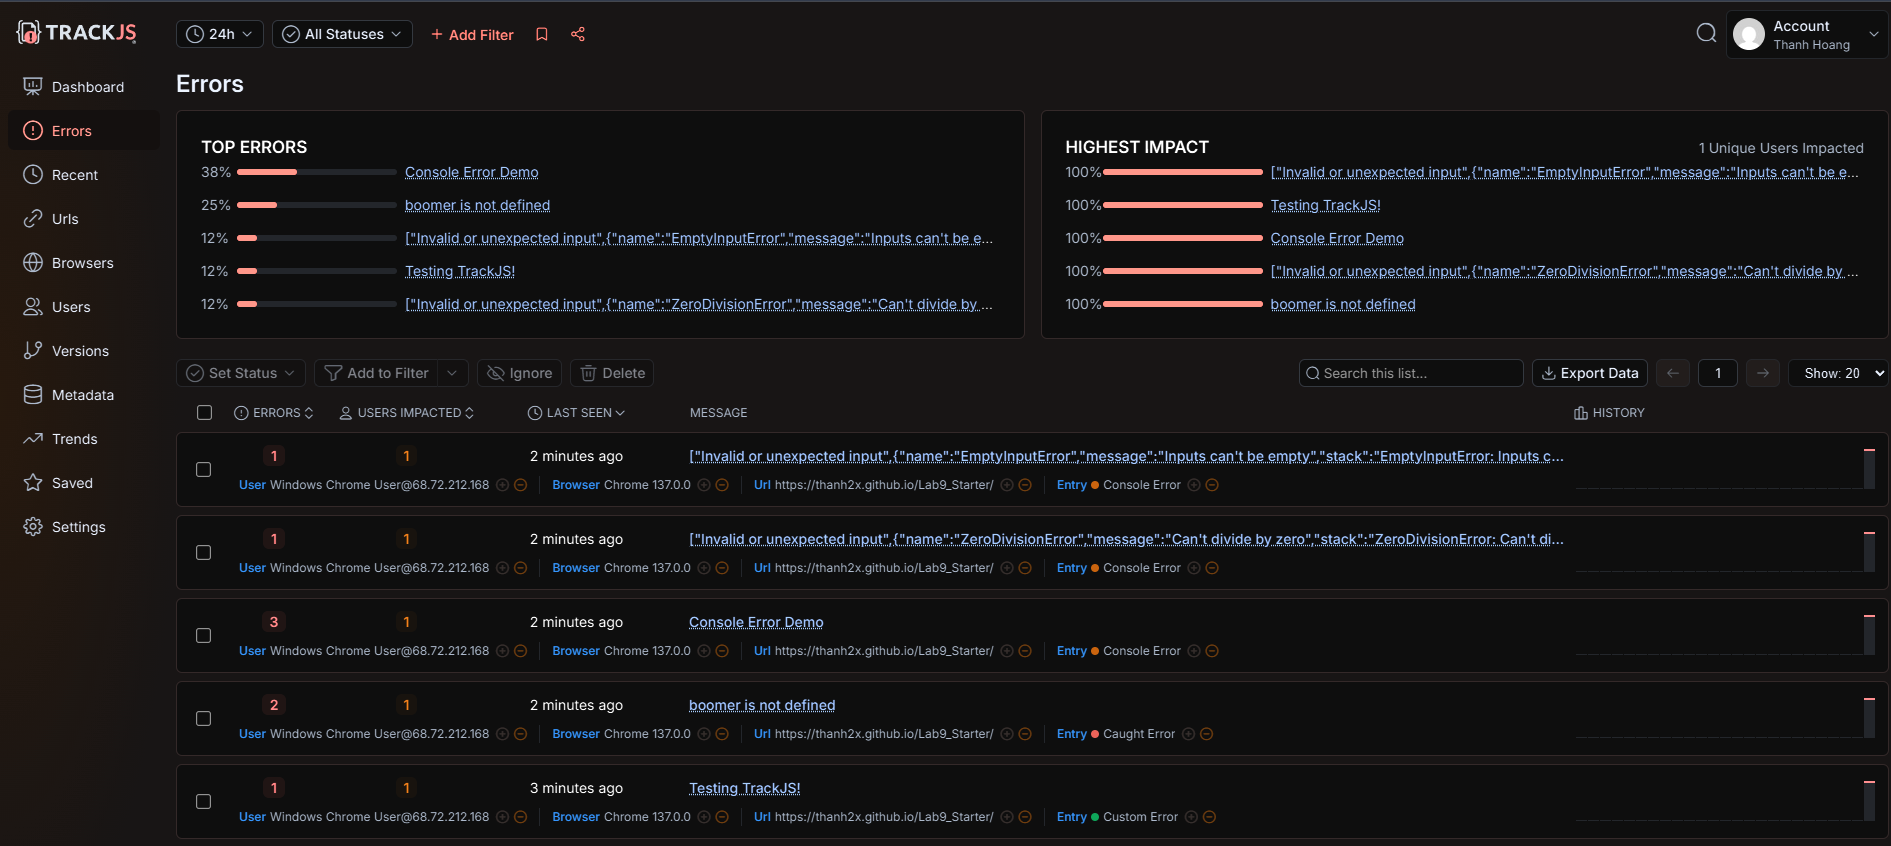 TRACKJS
24h
All Statuses
+ Add Filter
Account
Thanh Hoang
Dashboard
Errors
Recent
Urls
Browsers
Users
Versions
Metadata
Trends
Saved
Settings
Errors
TOP ERRORS
38% Console Error Demo
25% boomer is not defined
12% ["Invalid or unexpected input",{"name":"EmptyInputError","message":"Inputs can't be e...
12% Testing TrackJS!
12% ["Invalid or unexpected input",{"name":"ZeroDivisionError","message":"Can't divide by ...
HIGHEST IMPACT 1 Unique Users Impacted
100% ["Invalid or unexpected input",{"name":"EmptyInputError","message":"Inputs can't be e...
100% Testing TrackJS!
100% Console Error Demo
100% ["Invalid or unexpected input",{"name":"ZeroDivisionError","message":"Can't divide by ...
100% boomer is not defined
Set Status Add to Filter Ignore Delete Search this list... Export Data 1 Show: 20
ERRORS USERS IMPACTED LAST SEEN MESSAGE HISTORY
1 1 2 minutes ago ["Invalid or unexpected input",{"name":"EmptyInputError","message":"Inputs can't be empty","stack":"EmptyInputError: Inputs c...
User Windows Chrome User@68.72.212.168 Browser Chrome 137.0.0 Url https://thanh2x.github.io/Lab9_Starter/ Entry Console Error
1 1 2 minutes ago ["Invalid or unexpected input",{"name":"ZeroDivisionError","message":"Can't divide by zero","stack":"ZeroDivisionError: Can't di...
User Windows Chrome User@68.72.212.168 Browser Chrome 137.0.0 Url https://thanh2x.github.io/Lab9_Starter/ Entry Console Error
3 1 2 minutes ago Console Error Demo
User Windows Chrome User@68.72.212.168 Browser Chrome 137.0.0 Url https://thanh2x.github.io/Lab9_Starter/ Entry Console Error
2 1 2 minutes ago boomer is not defined
User Windows Chrome User@68.72.212.168 Browser Chrome 137.0.0 Url https://thanh2x.github.io/Lab9_Starter/ Entry Caught Error
1 1 3 minutes ago Testing TrackJS!
User Windows Chrome User@68.72.212.168 Browser Chrome 137.0.0 Url https://thanh2x.github.io/Lab9_Starter/ Entry Custom Error